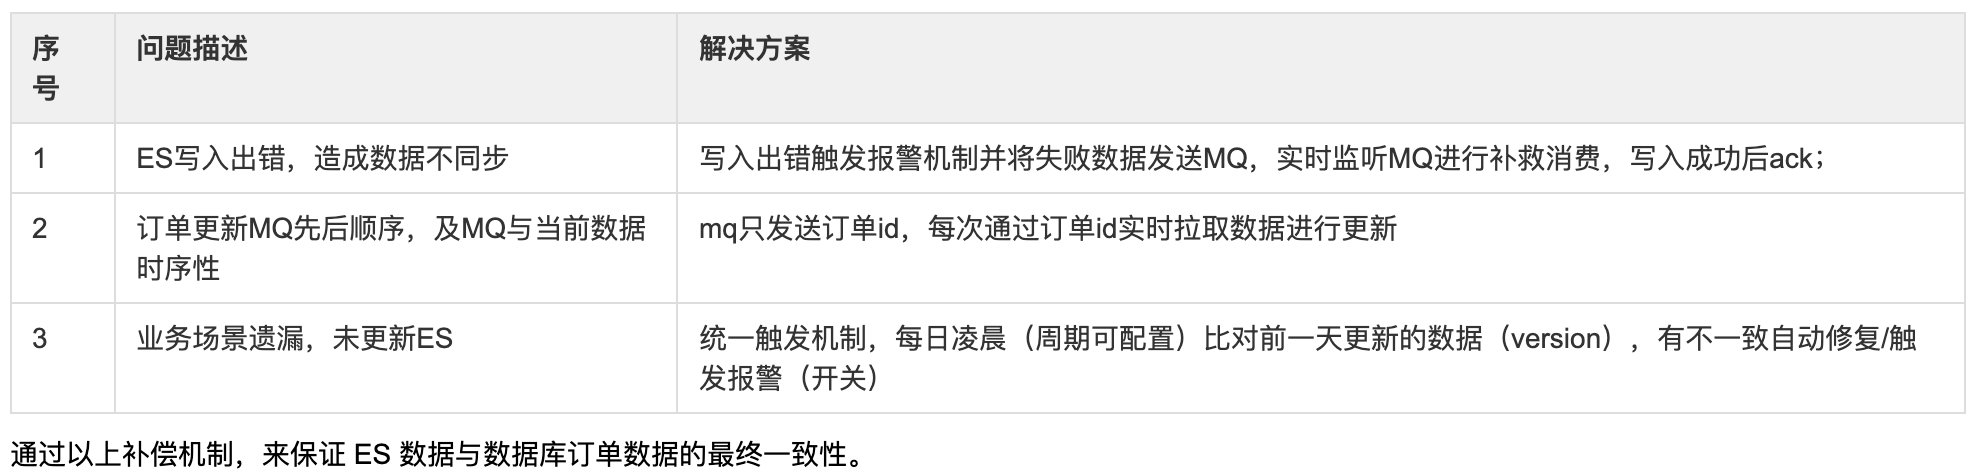 序
号
问题描述
解决方案
1
ES写入出错，造成数据不同步
写入出错触发报警机制并将失败数据发送MQ，实时监听MQ进行补救消费，写入成功后ack；
2
订单更新MQ先后顺序，及MQ与当前数据
时序性
mq只发送订单id，每次通过订单id实时拉取数据进行更新
3
业务场景遗漏，未更新ES
统一触发机制，每日凌晨（周期可配置）比对前一天更新的数据（version），有不一致自动修复/触
发报警（开关）
通过以上补偿机制，来保证 ES 数据与数据库订单数据的最终一致性。